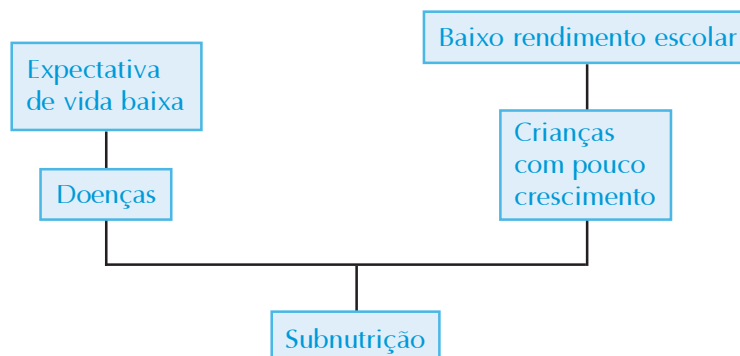 Baixo rendimento escolar
Expectativa
de vida baixa
Crianças
com pouco
crescimento
Doenças
Subnutrição